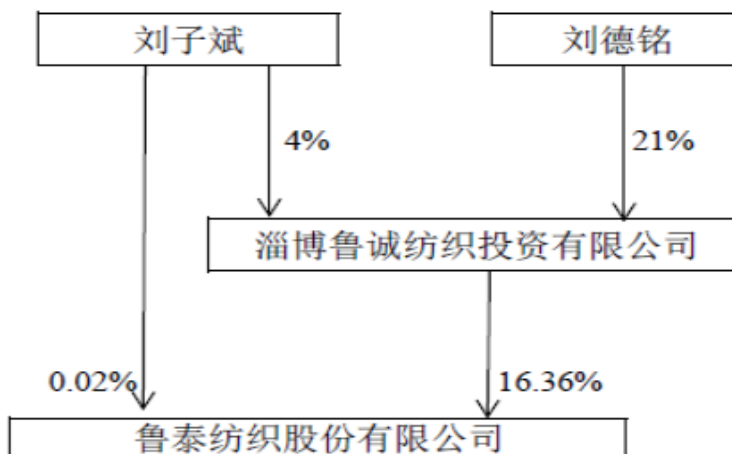 刘子斌
刘德铭
4%
21%
淄博鲁诚纺织投资有限公司
0.02%
16.36%
鲁泰纺织股份有限公司